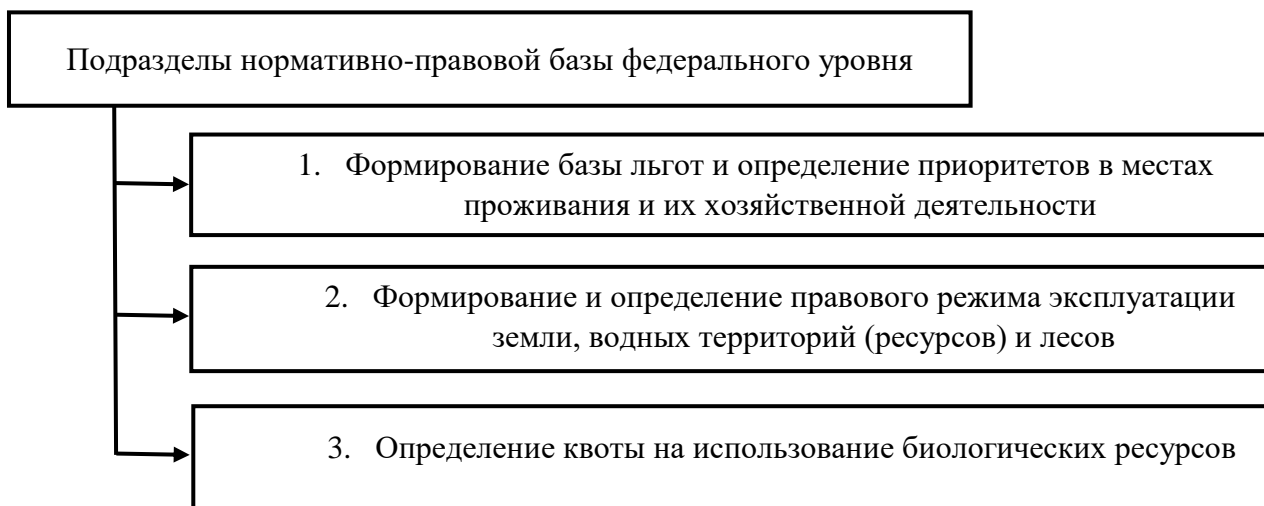 Подразделы нормативно-правовой базы федерального уровня
1. Формирование базы льгот и определение приоритетов в местах
проживания и их хозяйственной деятельности
2. Формирование и определение правового режима эксплуатации
земли, водных территорий (ресурсов) и лесов
3. Определение квоты на использование биологических ресурсов